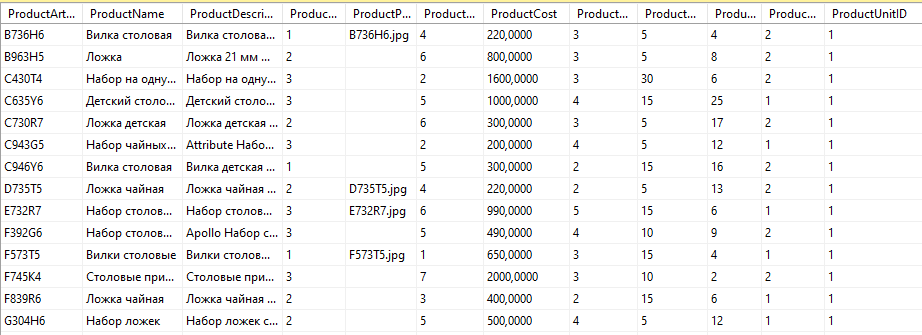 ProductArt... ProductName ProductDescri... Produc... ProductP... Product... ProductCost Product... Product... Produ... Produc... ProductUnitID
B736H6 Вилка столовая Вилка столова... 1 B736H6.jpg 4 220,0000 3 5 4 2 1
B963H5 Ложка Ложка 21 мм ... 2 6 800,0000 3 5 8 2 1
C430T4 Набор на одну... Набор на одну... 3 2 1600,0000 3 30 6 2 1
C635Y6 Детский столо... Детский столо... 3 5 1000,0000 4 15 25 1 1
C730R7 Ложка детская Ложка детская ... 2 6 300,0000 3 5 17 2 1
C943G5 Набор чайных... Attribute Набо... 3 2 200,0000 4 5 12 1 1
C946Y6 Вилка столовая Вилка детская ... 1 5 300,0000 2 15 16 2 1
D735T5 Ложка чайная Ложка чайная ... 2 D735T5.jpg 4 220,0000 2 5 13 2 1
E732R7 Набор столов... Набор столов... 3 E732R7.jpg 6 990,0000 5 15 6 1 1
F392G6 Набор столов... Apollo Набор с... 3 5 490,0000 4 10 9 2 1
F573T5 Вилки столовые Вилки столов... 1 F573T5.jpg 1 650,0000 3 15 4 1 1
F745K4 Столовые при... Столовые при... 3 7 2000,0000 3 10 2 2 1
F839R6 Ложка чайная Ложка чайная ... 2 3 400,0000 2 15 6 1 1
G304H6 Набор ложек Набор ложек с... 2 5 500,0000 4 5 12 1 1